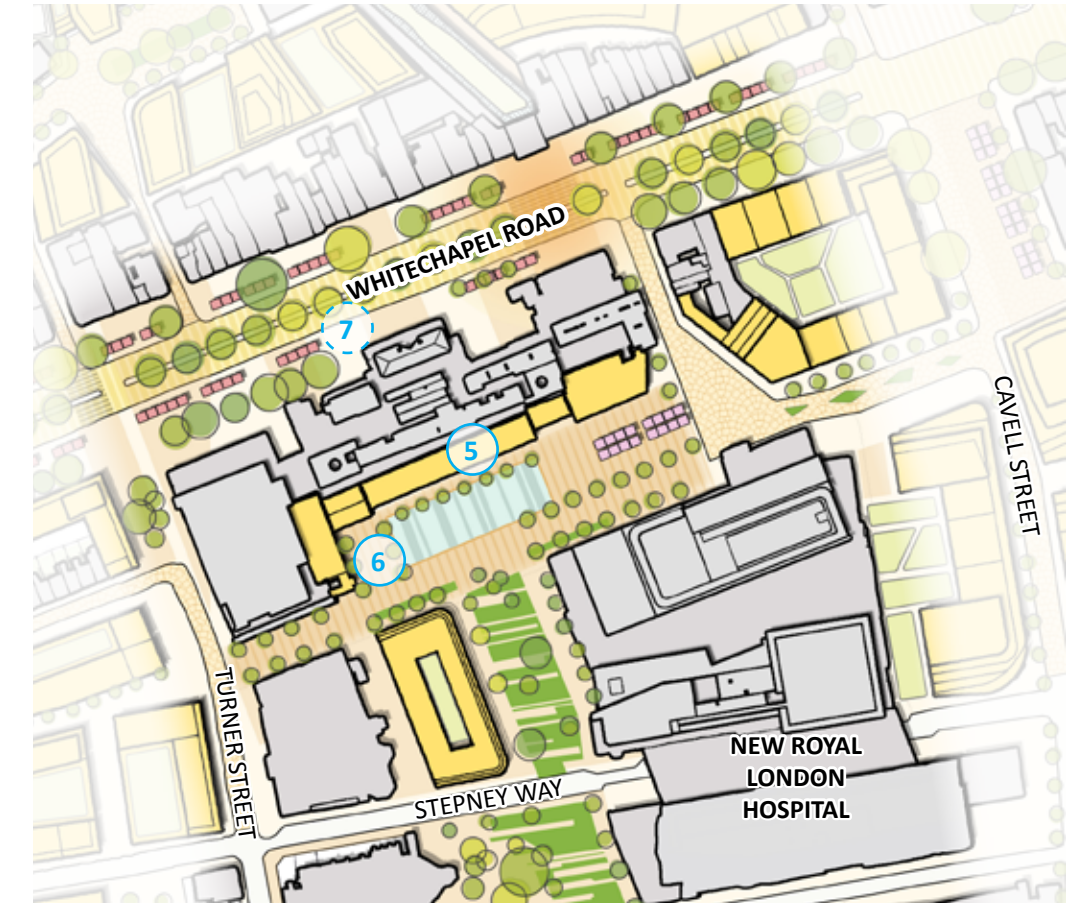 WHITECHAPEL ROAD
7
CAVELL STREET
5
6
TURNER STREET
NEW ROYAL
LONDON
HOSPITAL
STEPNEY WAY